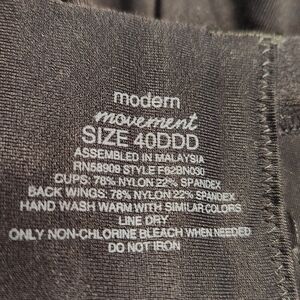 modern
movement
SIZE 40DDD
ASSEMBLED IN MALAYSIA
RN58909 STYLE F62BN030
CUPS: 78% NYLON 22% SPANDEX
BACK WINGS: 78% NYLON 22% SPANDEX
HAND WASH WARM WITH SIMILAR COLORS
LINE DRY
ONLY NON-CHLORINE BLEACH WHEN NEEDED
DO NOT IRON